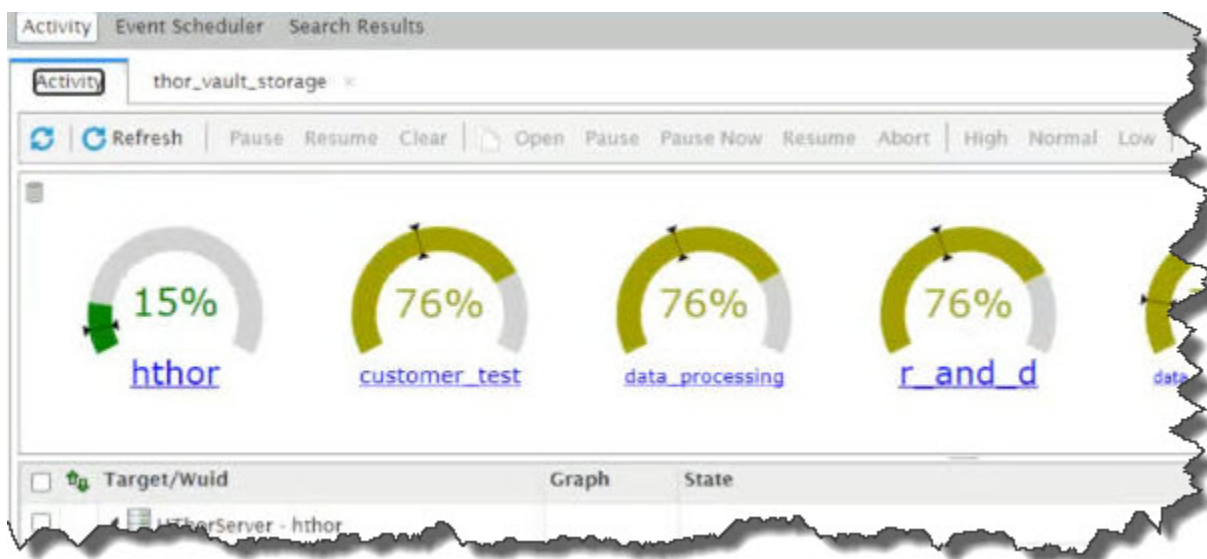 Activity Event Scheduler Search Results
Activity thor_vault_storage ×
Refresh Pause Resume Clear Open Pause Pause Now Resume Abort High Normal Low
15% 76% 76% 76%
hthor customer_test data_processing r_and_d data
Target/Wuid Graph State
HThorServer - hthor